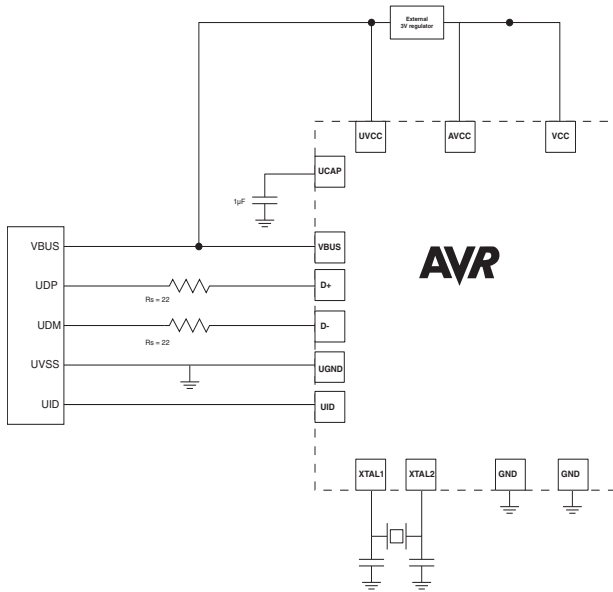 External
3V regulator
UVCC
AVCC
VCC
UCAP
1µF
VBUS
VBUS
UDP
Rs = 22
D+
UDM
Rs = 22
D-
UVSS
UGND
UID
UID
AVR
XTAL1
XTAL2
GND
GND